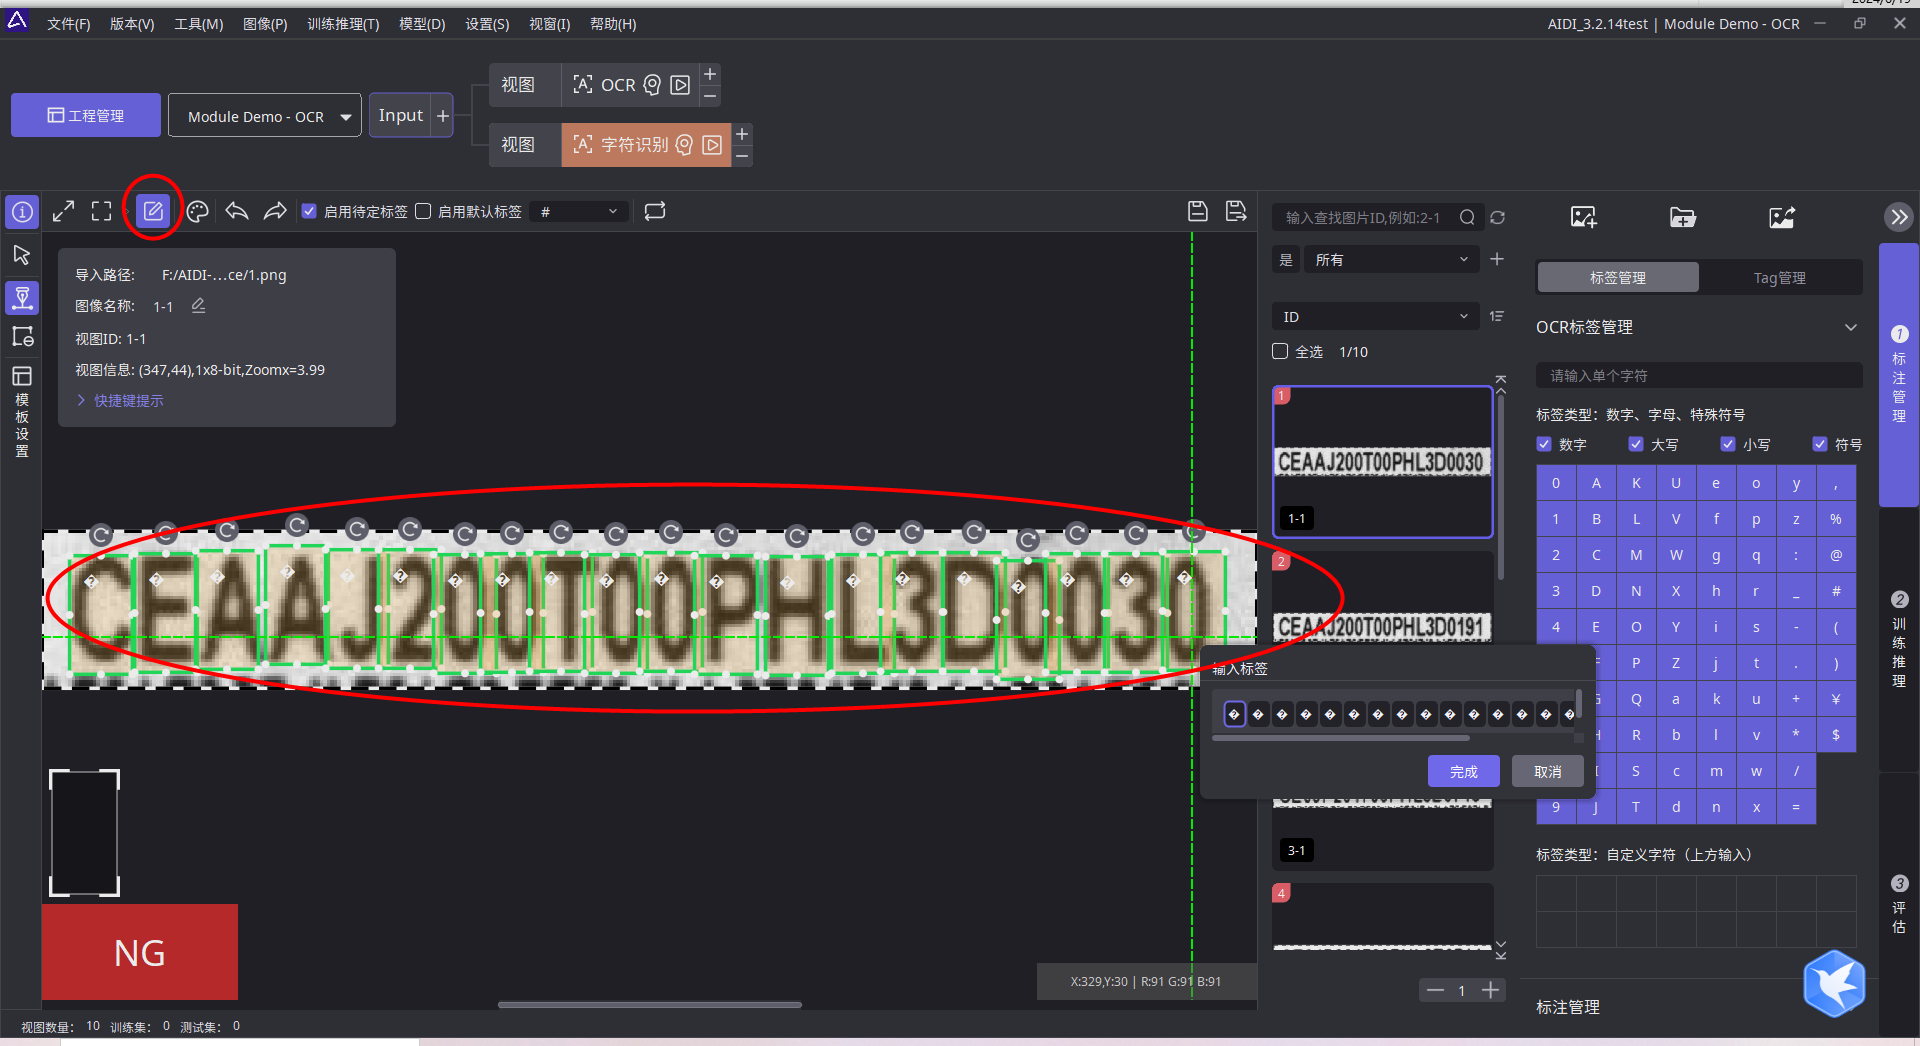 文件(F) 版本(V) 工具(M) 图像(P) 训练推理(T) 模型(D) 设置(S) 视窗(I) 帮助(H)
AIDI_3.2.14test | Module Demo - OCR
视图 OCR + −
工程管理 Module Demo - OCR Input +
视图 字符识别 + −
启用待定标签 启用默认标签 #
导入路径: F:/AIDI-...ce/1.png
图像名称: 1-1
视图ID: 1-1
视图信息: (347,44),1x8-bit,Zoomx=3.99
快捷键提示
模板设置
CEAAJ200T00PHL3D0030
NG
X:329,Y:30 | R:91 G:91 B:91
视图数量: 10 训练集: 0 测试集: 0
输入查找图片ID,例如:2-1
是 所有 +
ID
全选 1/10
1
CEAAJ200T00PHL3D0030
1-1
2
CEAAJ200T00PHL3D0191
3-1
4
− 1 +
输入标签
完成 取消
标签管理 Tag管理
OCR标签管理
请输入单个字符
标签类型：数字、字母、特殊符号
数字 大写 小写 符号
0 A K U e o y ,
1 B L V f p z %
2 C M W g q : @
3 D N X h r _ #
4 E O Y i s - (
P Z j t . )
Q a k u + ¥
R b l v * $
S c m w /
9 J T d n x =
标签类型：自定义字符（上方输入）
标注管理
1 标注管理
2 训练推理
3 评估